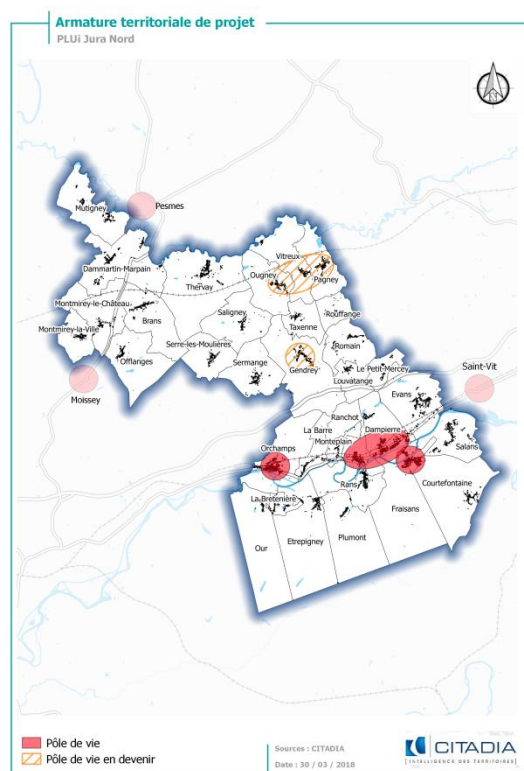 Armature territoriale de projet
PLUi Jura Nord
Pesmes
Mutigney
Dammartin-Marpain
Vitreux
Ougney
Pagney
Thervay
Montmirey-le-Château
Brans
Saligney
Taxenne
Rouffange
Montmirey-la-Ville
Serre-les-Moulières
Romain
Offlanges
Sermange
Gendrey
Le Petit-Mercey
Louvatange
Saint-Vit
Moissey
Evans
Ranchot
La Barre
Dampierre
Orchamps
Monteplain
Salans
Rans
Courtefontaine
La Bretenière
Fraisans
Our
Etrepigney
Plumont
Pôle de vie
Pôle de vie en devenir
Sources : CITADIA
Date : 30 / 03 / 2018
CITADIA
[ INTELLIGENCE DES TERRITOIRES ]